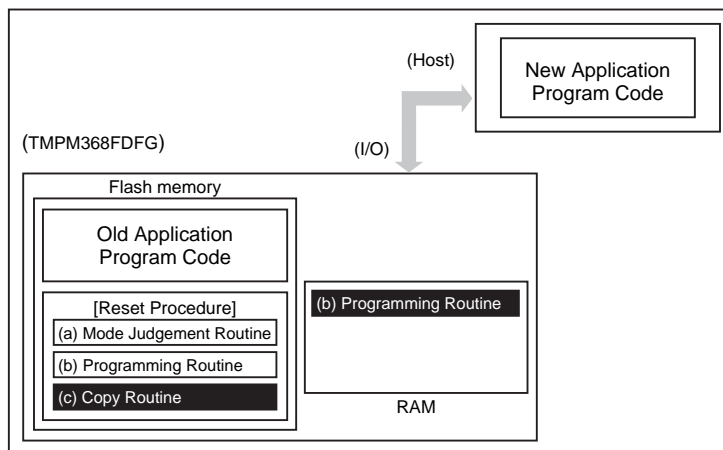 (Host)
New Application
Program Code
(TMPM368FDFG)
(I/O)
Flash memory
Old Application
Program Code
[Reset Procedure]
(a) Mode Judgement Routine
(b) Programming Routine
(c) Copy Routine
(b) Programming Routine
RAM